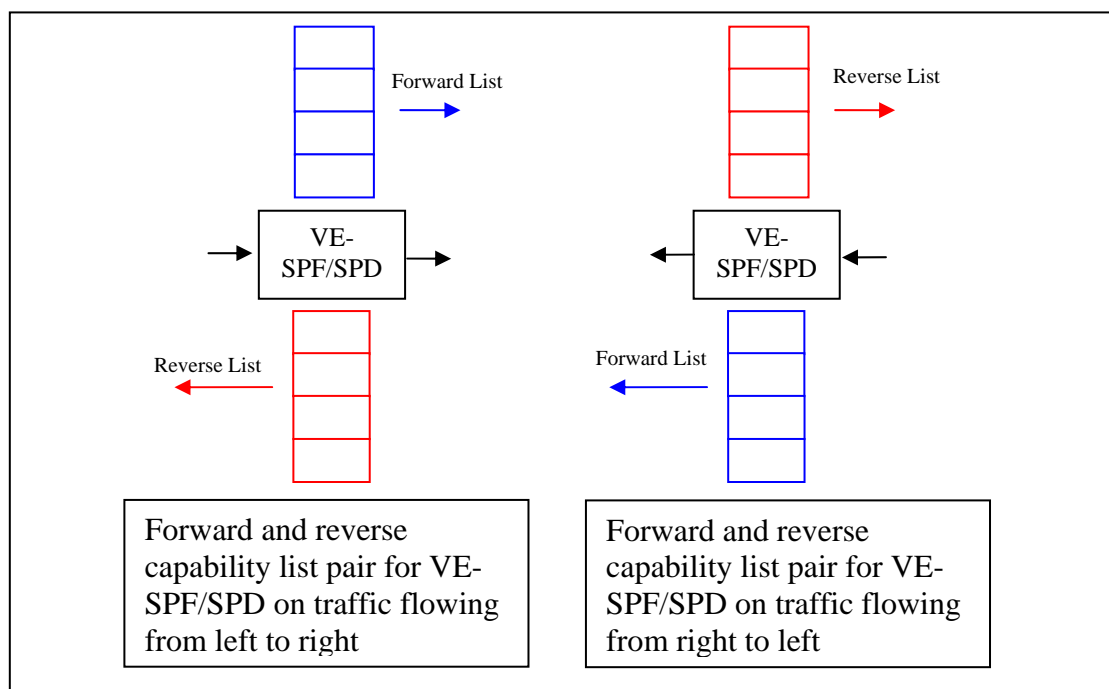 Forward List
Reverse List
VE-
SPF/SPD
VE-
SPF/SPD
Reverse List
Forward List
Forward and reverse
capability list pair for VE-
SPF/SPD on traffic flowing
from left to right
Forward and reverse
capability list pair for VE-
SPF/SPD on traffic flowing
from right to left